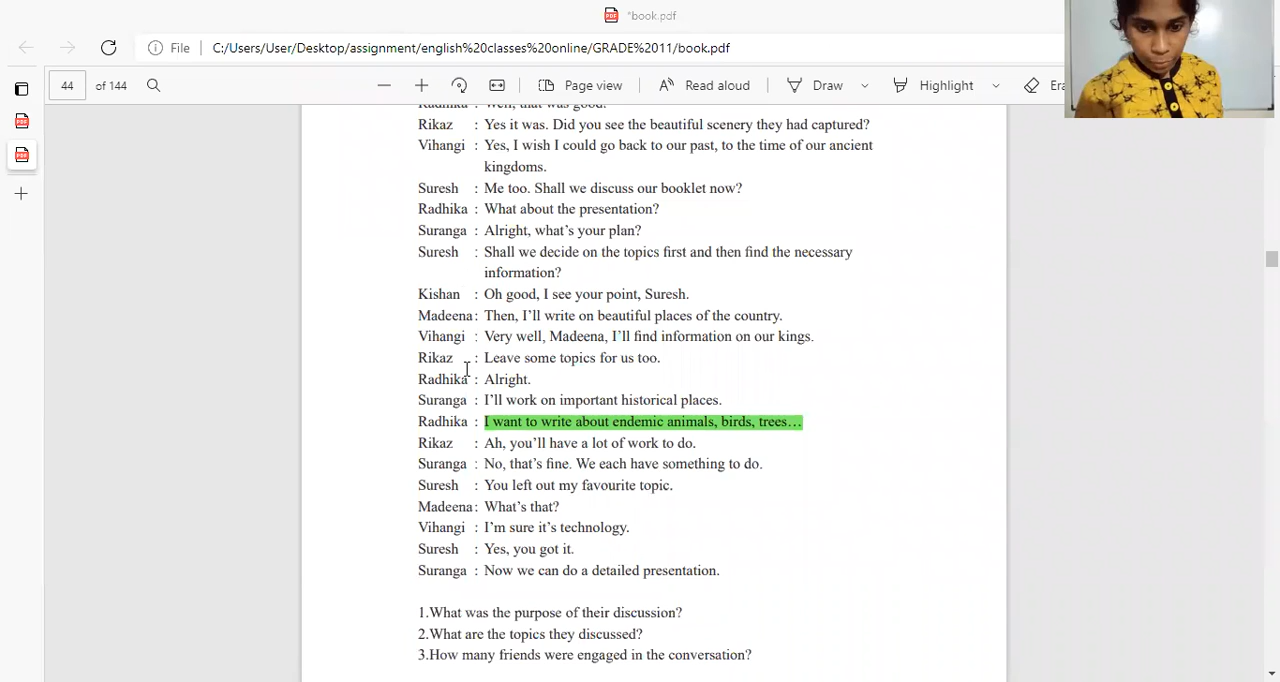 *book.pdf
File
C:/Users/User/Desktop/assignment/english%20classes%20online/GRADE%2011/book.pdf
44 of 144
Page view
Read aloud
Draw
Highlight
Era
Radhika : Well, that was good.
Rikaz : Yes it was. Did you see the beautiful scenery they had captured?
Vihangi : Yes, I wish I could go back to our past, to the time of our ancient
kingdoms.
Suresh : Me too. Shall we discuss our booklet now?
Radhika : What about the presentation?
Suranga : Alright, what's your plan?
Suresh : Shall we decide on the topics first and then find the necessary
information?
Kishan : Oh good, I see your point, Suresh.
Madeena : Then, I'll write on beautiful places of the country.
Vihangi : Very well, Madeena, I'll find information on our kings.
Rikaz : Leave some topics for us too.
Radhika : Alright.
Suranga : I'll work on important historical places.
Radhika : I want to write about endemic animals, birds, trees…
Rikaz : Ah, you'll have a lot of work to do.
Suranga : No, that's fine. We each have something to do.
Suresh : You left out my favourite topic.
Madeena : What's that?
Vihangi : I'm sure it's technology.
Suresh : Yes, you got it.
Suranga : Now we can do a detailed presentation.
1.What was the purpose of their discussion?
2.What are the topics they discussed?
3.How many friends were engaged in the conversation?